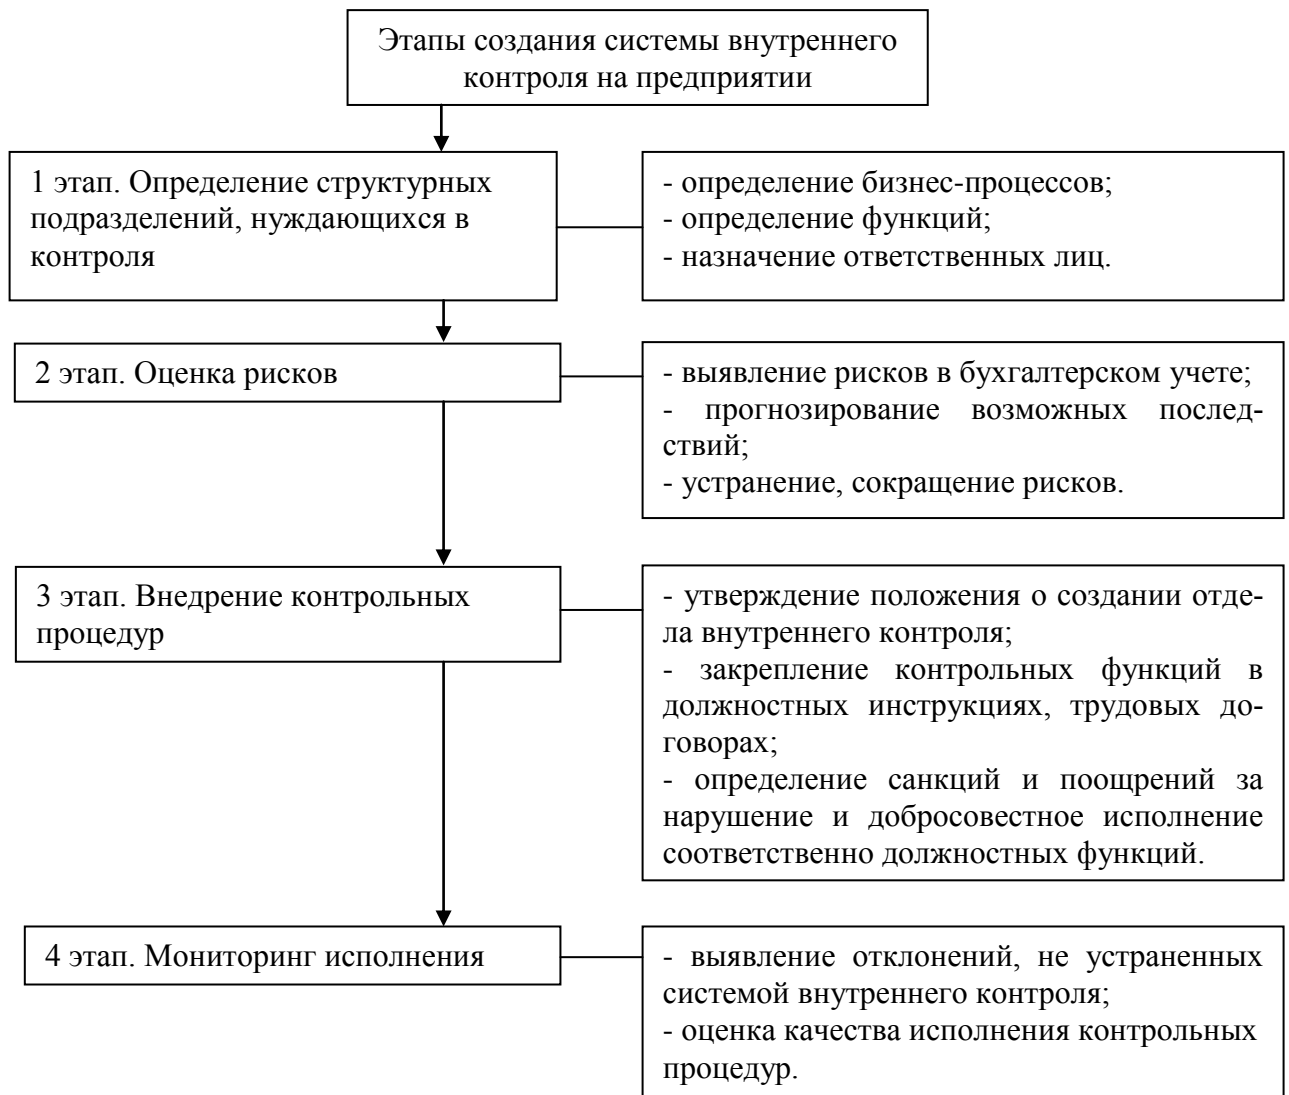 Этапы создания системы внутреннего
контроля на предприятии
1 этап. Определение структурных
подразделений, нуждающихся в
контроля
- определение бизнес-процессов;
- определение функций;
- назначение ответственных лиц.
2 этап. Оценка рисков
- выявление рисков в бухгалтерском учете;
- прогнозирование возможных послед-
ствий;
- устранение, сокращение рисков.
3 этап. Внедрение контрольных
процедур
- утверждение положения о создании отде-
ла внутреннего контроля;
- закрепление контрольных функций в
должностных инструкциях, трудовых до-
говорах;
- определение санкций и поощрений за
нарушение и добросовестное исполнение
соответственно должностных функций.
4 этап. Мониторинг исполнения
- выявление отклонений, не устраненных
системой внутреннего контроля;
- оценка качества исполнения контрольных
процедур.